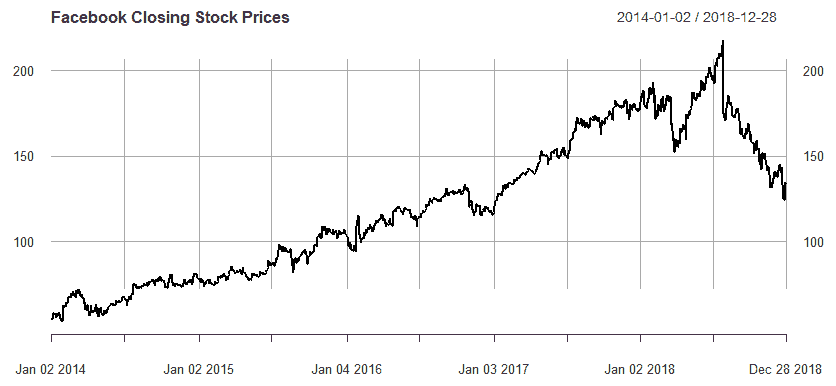 Facebook Closing Stock Prices 2014-01-02 / 2018-12-28
200 200
150 150
100 100
Jan 02 2014 Jan 02 2015 Jan 04 2016 Jan 03 2017 Jan 02 2018 Dec 28 2018